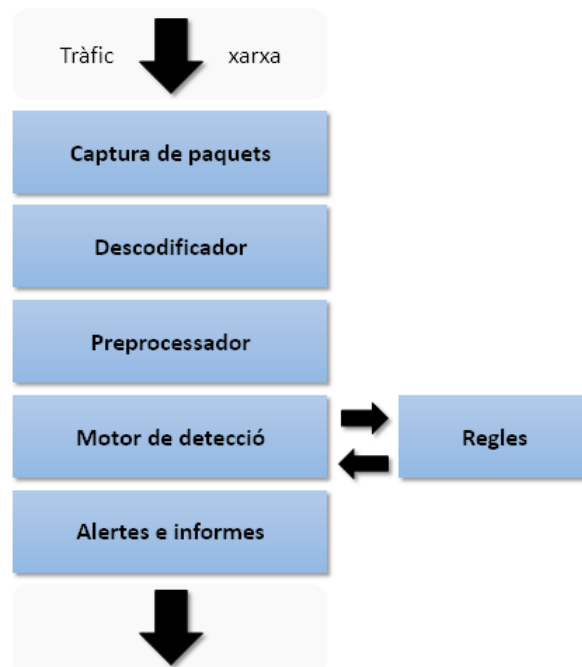 Tràfic xarxa
Captura de paquets
Descodificador
Preprocessador
Motor de detecció
Regles
Alertes e informes